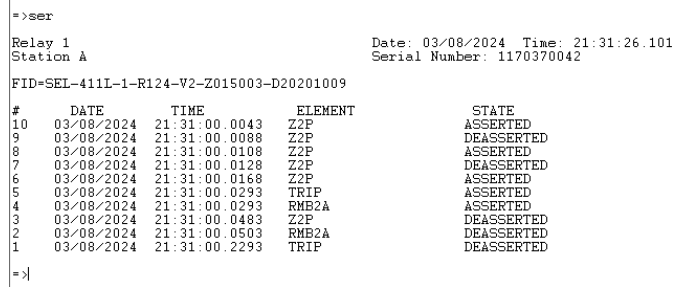 =>ser
Relay 1 Date: 03/08/2024 Time: 21:31:26.101
Station A Serial Number: 1170370042
FID=SEL-411L-1-R124-V2-Z015003-D20201009
# DATE TIME ELEMENT STATE
10 03/08/2024 21:31:00.0043 Z2P ASSERTED
9 03/08/2024 21:31:00.0088 Z2P DEASSERTED
8 03/08/2024 21:31:00.0108 Z2P ASSERTED
7 03/08/2024 21:31:00.0128 Z2P DEASSERTED
6 03/08/2024 21:31:00.0168 Z2P ASSERTED
5 03/08/2024 21:31:00.0293 TRIP ASSERTED
4 03/08/2024 21:31:00.0293 RMB2A ASSERTED
3 03/08/2024 21:31:00.0483 Z2P DEASSERTED
2 03/08/2024 21:31:00.0503 RMB2A DEASSERTED
1 03/08/2024 21:31:00.2293 TRIP DEASSERTED
=>